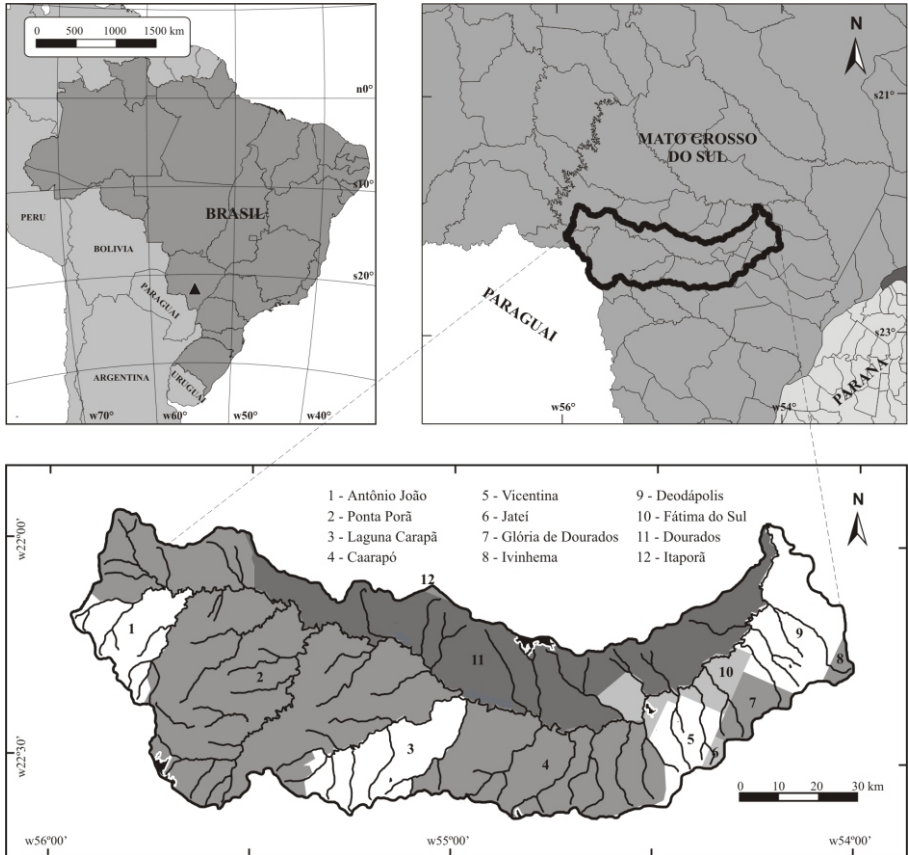 0 500 1000 1500 km
n0°
s10°
BRASIL
PERU
BOLIVIA
s20°
PARAGUAI
ARGENTINA
URUGUAI
w70° w60° w50° w40°
N
s21°
MATO GROSSO
DO SUL
PARAGUAI
s23°
PARANÁ
w56° w54°
1 - Antônio João 5 - Vicentina 9 - Deodápolis
2 - Ponta Porã 6 - Jateí 10 - Fátima do Sul
3 - Laguna Carapã 7 - Glória de Dourados 11 - Dourados
4 - Caarapó 8 - Ivinhema 12 - Itaporã
N
w22°00'
12
1
9
11
10
8
2
7
5
3
6
4
w22°30'
0 10 20 30 km
w56°00' w55°00' w54°00'